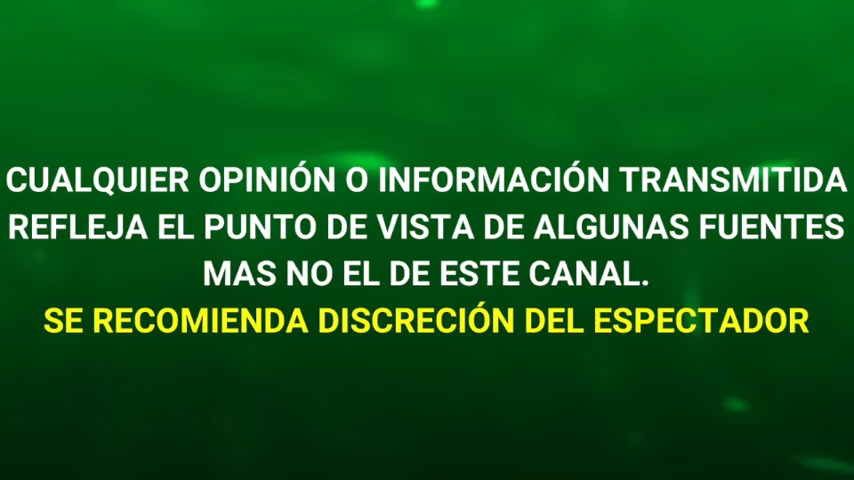 CUALQUIER OPINIÓN O INFORMACIÓN TRANSMITIDA
REFLEJA EL PUNTO DE VISTA DE ALGUNAS FUENTES
MAS NO EL DE ESTE CANAL.
SE RECOMIENDA DISCRECIÓN DEL ESPECTADOR